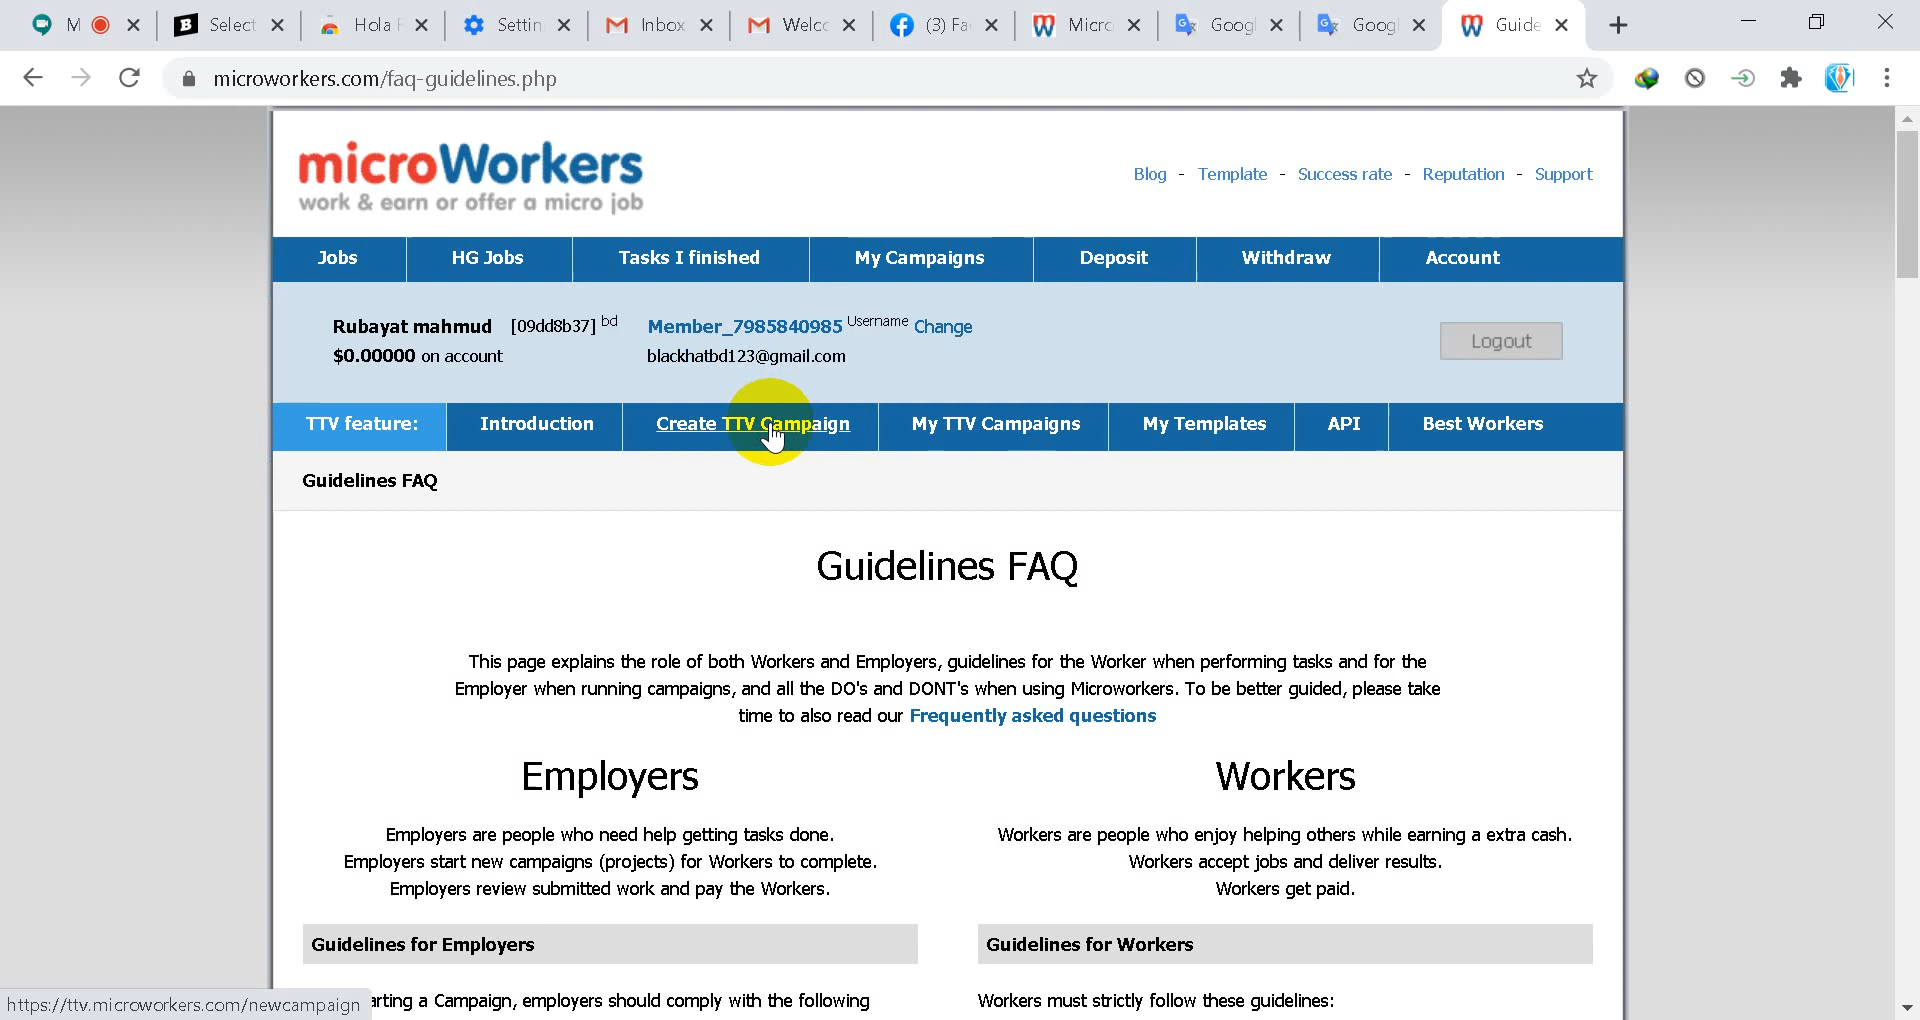 M Select Hola F Settin Inbox Welco (3) Fa Micro Googl Googl Guide
microworkers.com/faq-guidelines.php
microWorkers
work & earn or offer a micro job
Blog - Template - Success rate - Reputation - Support
Jobs HG Jobs Tasks I finished My Campaigns Deposit Withdraw Account
Rubayat mahmud [09dd8b37] bd Member_7985840985 Username Change
$0.00000 on account blackhatbd123@gmail.com
Logout
TTV feature: Introduction Create TTV Campaign My TTV Campaigns My Templates API Best Workers
Guidelines FAQ
Guidelines FAQ
This page explains the role of both Workers and Employers, guidelines for the Worker when performing tasks and for the
Employer when running campaigns, and all the DO's and DONT's when using Microworkers. To be better guided, please take
time to also read our Frequently asked questions
Employers
Employers are people who need help getting tasks done.
Employers start new campaigns (projects) for Workers to complete.
Employers review submitted work and pay the Workers.
Guidelines for Employers
arting a Campaign, employers should comply with the following
Workers
Workers are people who enjoy helping others while earning a extra cash.
Workers accept jobs and deliver results.
Workers get paid.
Guidelines for Workers
Workers must strictly follow these guidelines:
https://ttv.microworkers.com/newcampaign